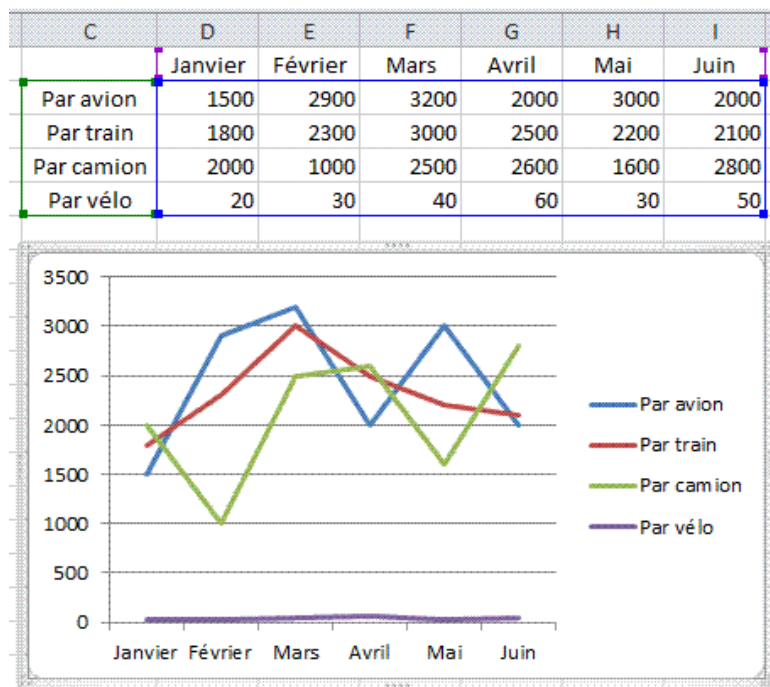 C D E F G H I
Janvier Février Mars Avril Mai Juin
Par avion 1500 2900 3200 2000 3000 2000
Par train 1800 2300 3000 2500 2200 2100
Par camion 2000 1000 2500 2600 1600 2800
Par vélo 20 30 40 60 30 50
3500
3000
2500
2000
1500
1000
500
0
Janvier Février Mars Avril Mai Juin
Par avion
Par train
Par camion
Par vélo